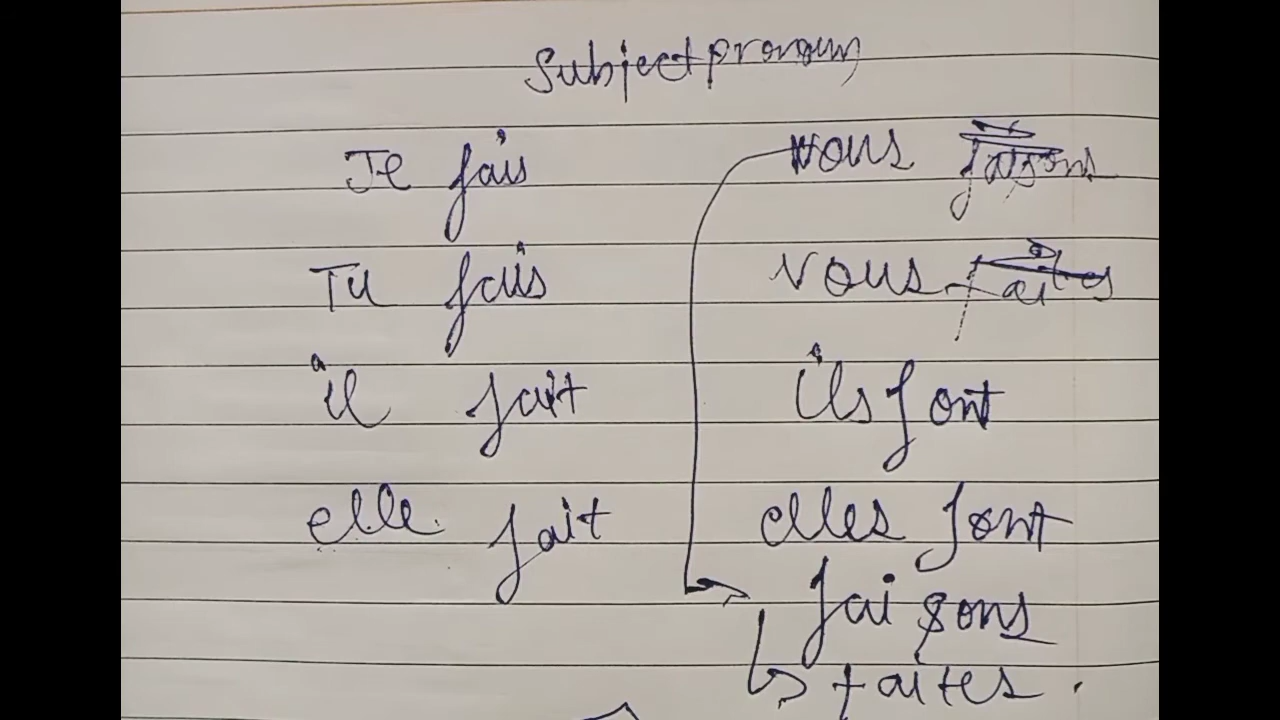 Subject pronoun
Je fais nous faisons
Tu fais vous faites
il fait ils font
elle fait elles font
faisons
faites.